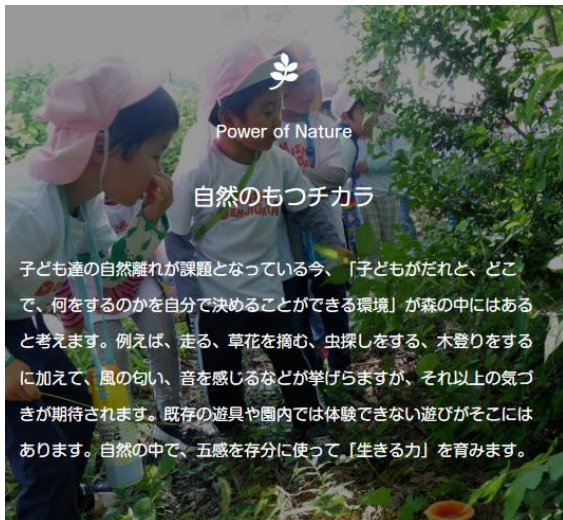 Power of Nature
自然のもつチカラ
子ども達の自然離れが課題となっている今、「子どもがだれと、どこ
で、何をするのかを自分で決めることができる環境」が森の中にはある
と考えます。例えば、走る、草花を摘む、虫探しをする、木登りをする
に加えて、風の匂い、音を感じるなどが挙げらますが、それ以上の気づ
きが期待されます。既存の遊具や園内では体験できない遊びがそこには
あります。自然の中で、五感を存分に使って「生きる力」を育みます。